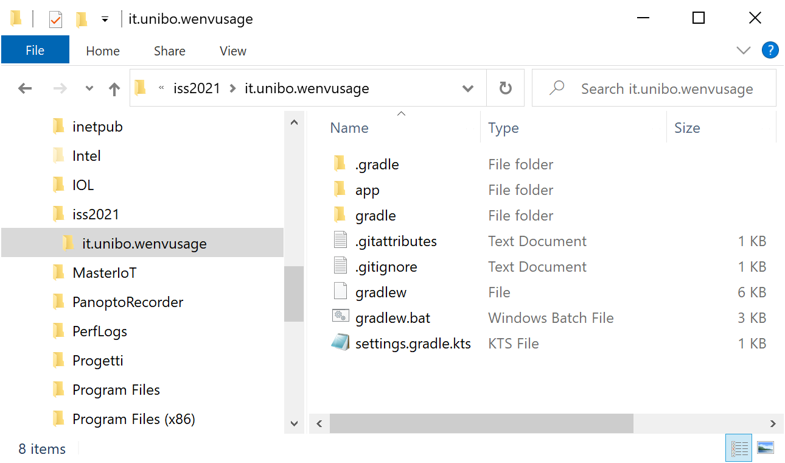 it.unibo.wenvusage
File Home Share View
« iss2021 > it.unibo.wenvusage Search it.unibo.wenvusage
inetpub
Intel
IOL
iss2021
it.unibo.wenvusage
MasterIoT
PanoptoRecorder
PerfLogs
Progetti
Program Files
Program Files (x86)
Name Type Size
.gradle File folder
app File folder
gradle File folder
.gitattributes Text Document 1 KB
.gitignore Text Document 1 KB
gradlew File 6 KB
gradlew.bat Windows Batch File 3 KB
settings.gradle.kts KTS File 1 KB
8 items